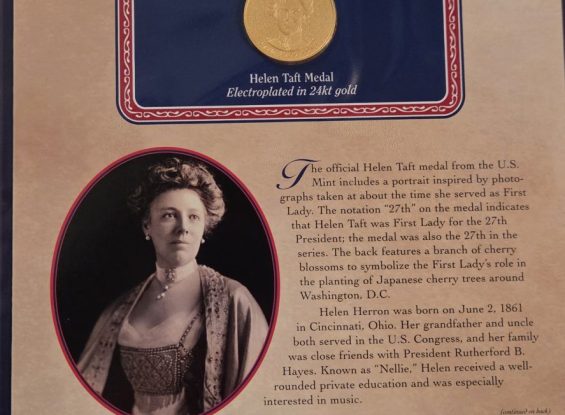 Helen Taft Medal
Electroplated in 24kt gold
The official Helen Taft medal from the U.S.
Mint includes a portrait inspired by photo-
graphs taken at about the time she served as First
Lady. The notation “27th” on the medal indicates
that Helen Taft was First Lady for the 27th
President; the medal was also the 27th in the
series. The back features a branch of cherry
blossoms to symbolize the First Lady’s role in
the planting of Japanese cherry trees around
Washington, D.C.
Helen Herron was born on June 2, 1861
in Cincinnati, Ohio. Her grandfather and uncle
both served in the U.S. Congress, and her family
was close friends with President Rutherford B.
Hayes. Known as “Nellie,” Helen received a well-
rounded private education and was especially
interested in music.
(continued on back)